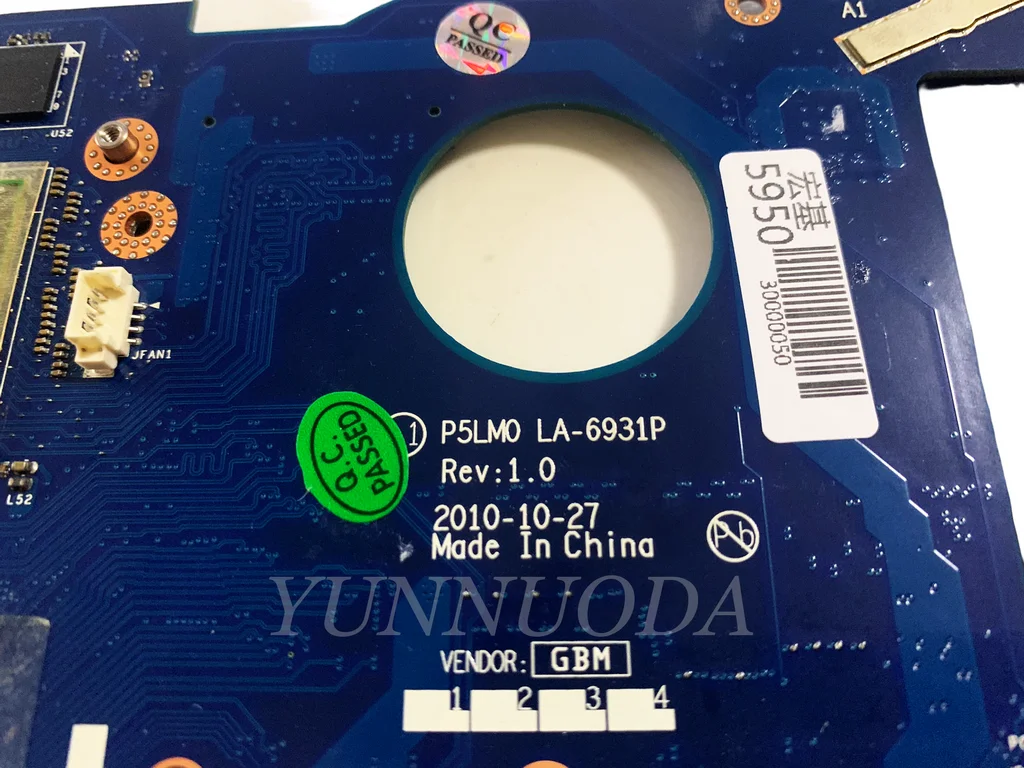 QC
PASSED
A1
U52
宏基
5950
30000050
JFAN1
Q.C.
PASSED
1 P5LM0 LA-6931P
Rev:1.0
L52
2010-10-27
Made In China
Pb
YUNNUODA
VENDOR: GBM
1 2 3 4